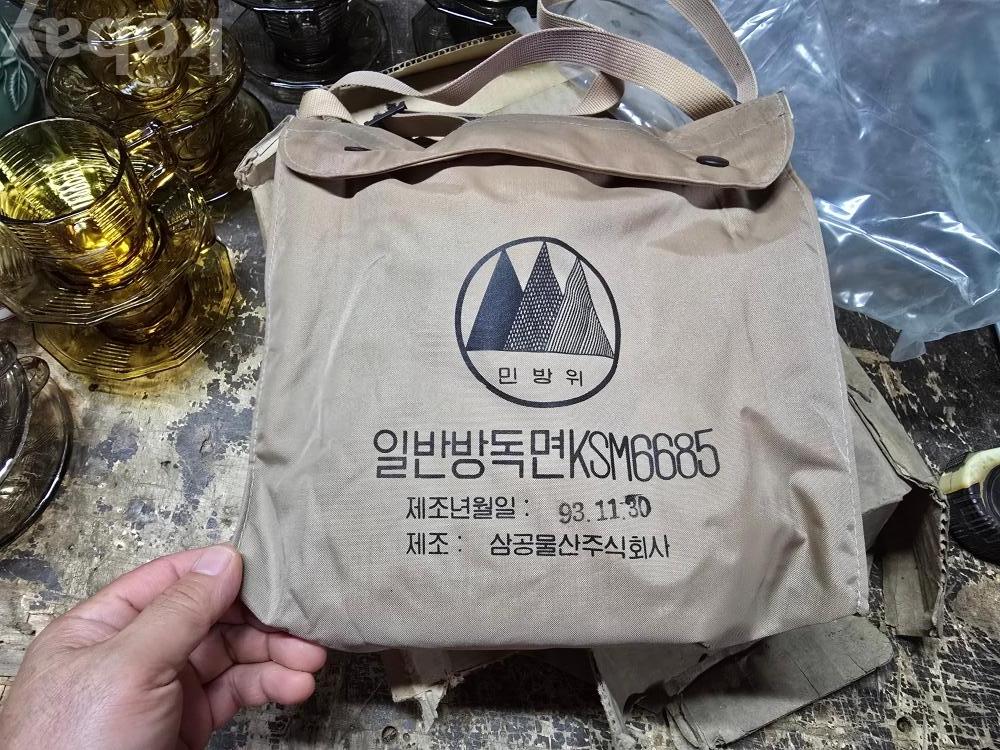 kobay
민방위
일반방독면KSM6685
제조년월일 : 93.11.30
제조 : 삼공물산주식회사